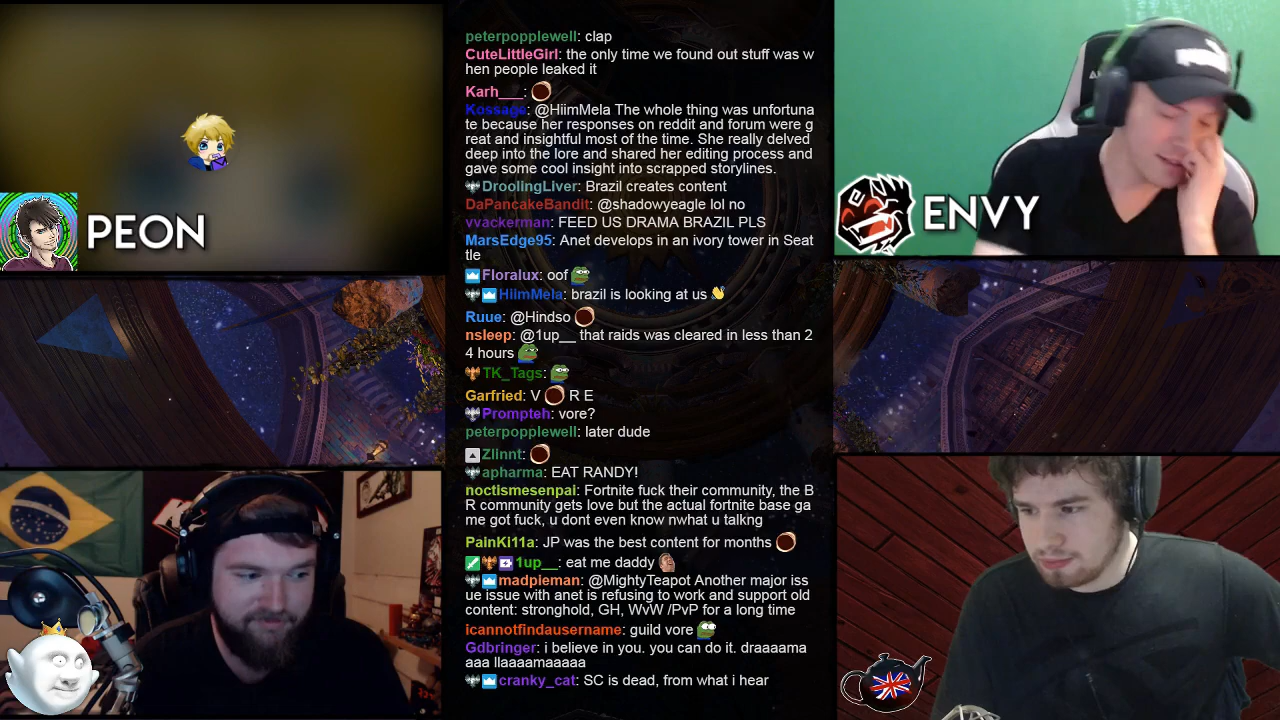 PEON
peterpopplewell: clap
CuteLittleGirl: the only time we found out stuff was w
hen people leaked it
Karh___:
Kossage: @HiimMela The whole thing was unfortuna
te because her responses on reddit and forum were g
reat and insightful most of the time. She really delved
deep into the lore and shared her editing process and
gave some cool insight into scrapped storylines.
DroolingLiver: Brazil creates content
DaPancakeBandit: @shadowyeagle lol no
vvackerman: FEED US DRAMA BRAZIL PLS
MarsEdge95: Anet develops in an ivory tower in Seat
tle
Floralux: oof
HiimMela: brazil is looking at us
Ruue: @Hindso
nsleep: @1up__ that raids was cleared in less than 2
4 hours
TK_Tags:
Garfried: V O R E
Prompteh: vore?
peterpopplewell: later dude
Zlinnt:
apharma: EAT RANDY!
noctismesenpai: Fortnite fuck their community, the B
R community gets love but the actual fortnite base ga
me got fuck, u dont even know nwhat u talkng
PainKi11a: JP was the best content for months
1up__: eat me daddy
madpieman: @MightyTeapot Another major iss
ue issue with anet is refusing to work and support old
content: stronghold, GH, WvW /PvP for a long time
icannotfindausername: guild vore
Gdbringer: i believe in you. you can do it. draaaama
aaa llaaaamaaaaa
cranky_cat: SC is dead, from what i hear
ENVY